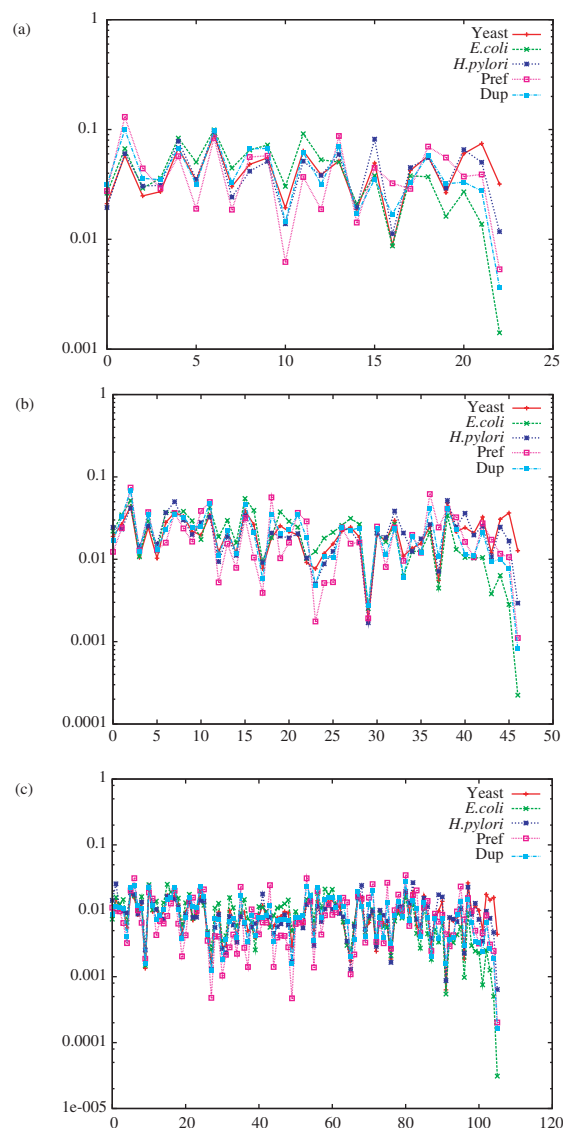 (a)
1
0.1
0.01
0.001
0 5 10 15 20 25
Yeast
E.coli
H.pylori
Pref
Dup
(b)
1
0.1
0.01
0.001
0.0001
0 5 10 15 20 25 30 35 40 45 50
Yeast
E.coli
H.pylori
Pref
Dup
(c)
1
0.1
0.01
0.001
0.0001
1e-005
0 20 40 60 80 100 120
Yeast
E.coli
H.pylori
Pref
Dup